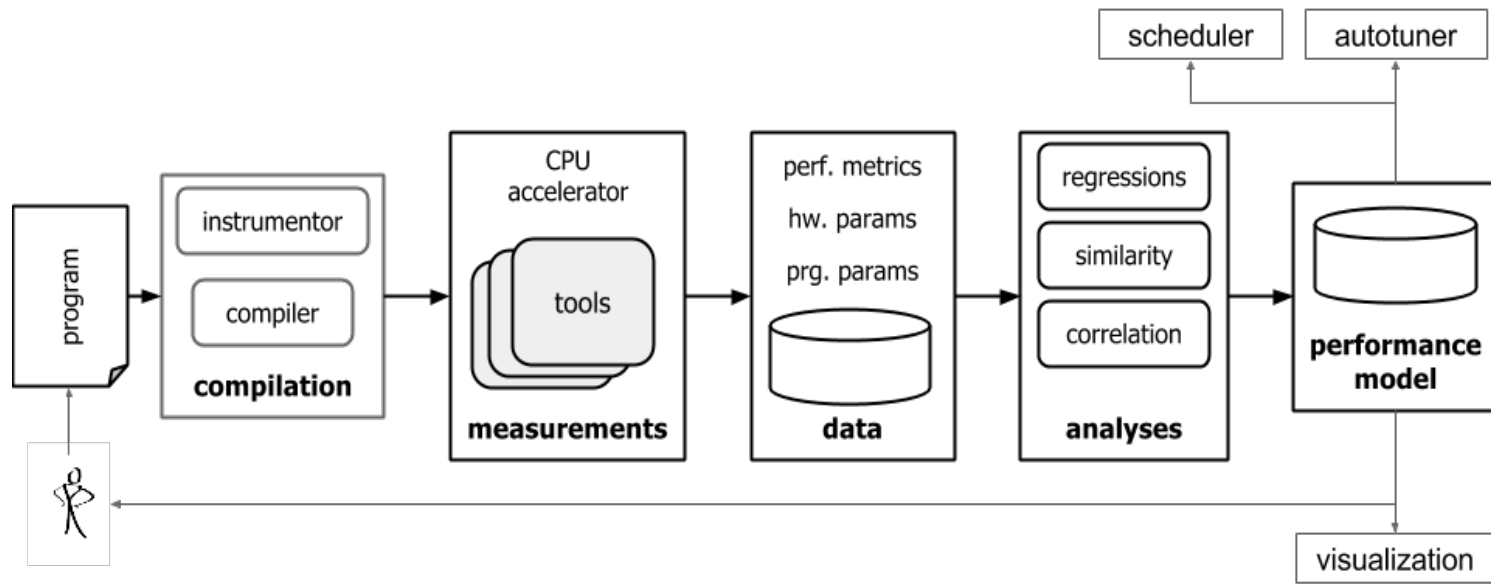 scheduler
autotuner
program
instrumentor
compiler
compilation
CPU
accelerator
tools
measurements
perf. metrics
hw. params
prg. params
data
regressions
similarity
correlation
analyses
performance
model
visualization